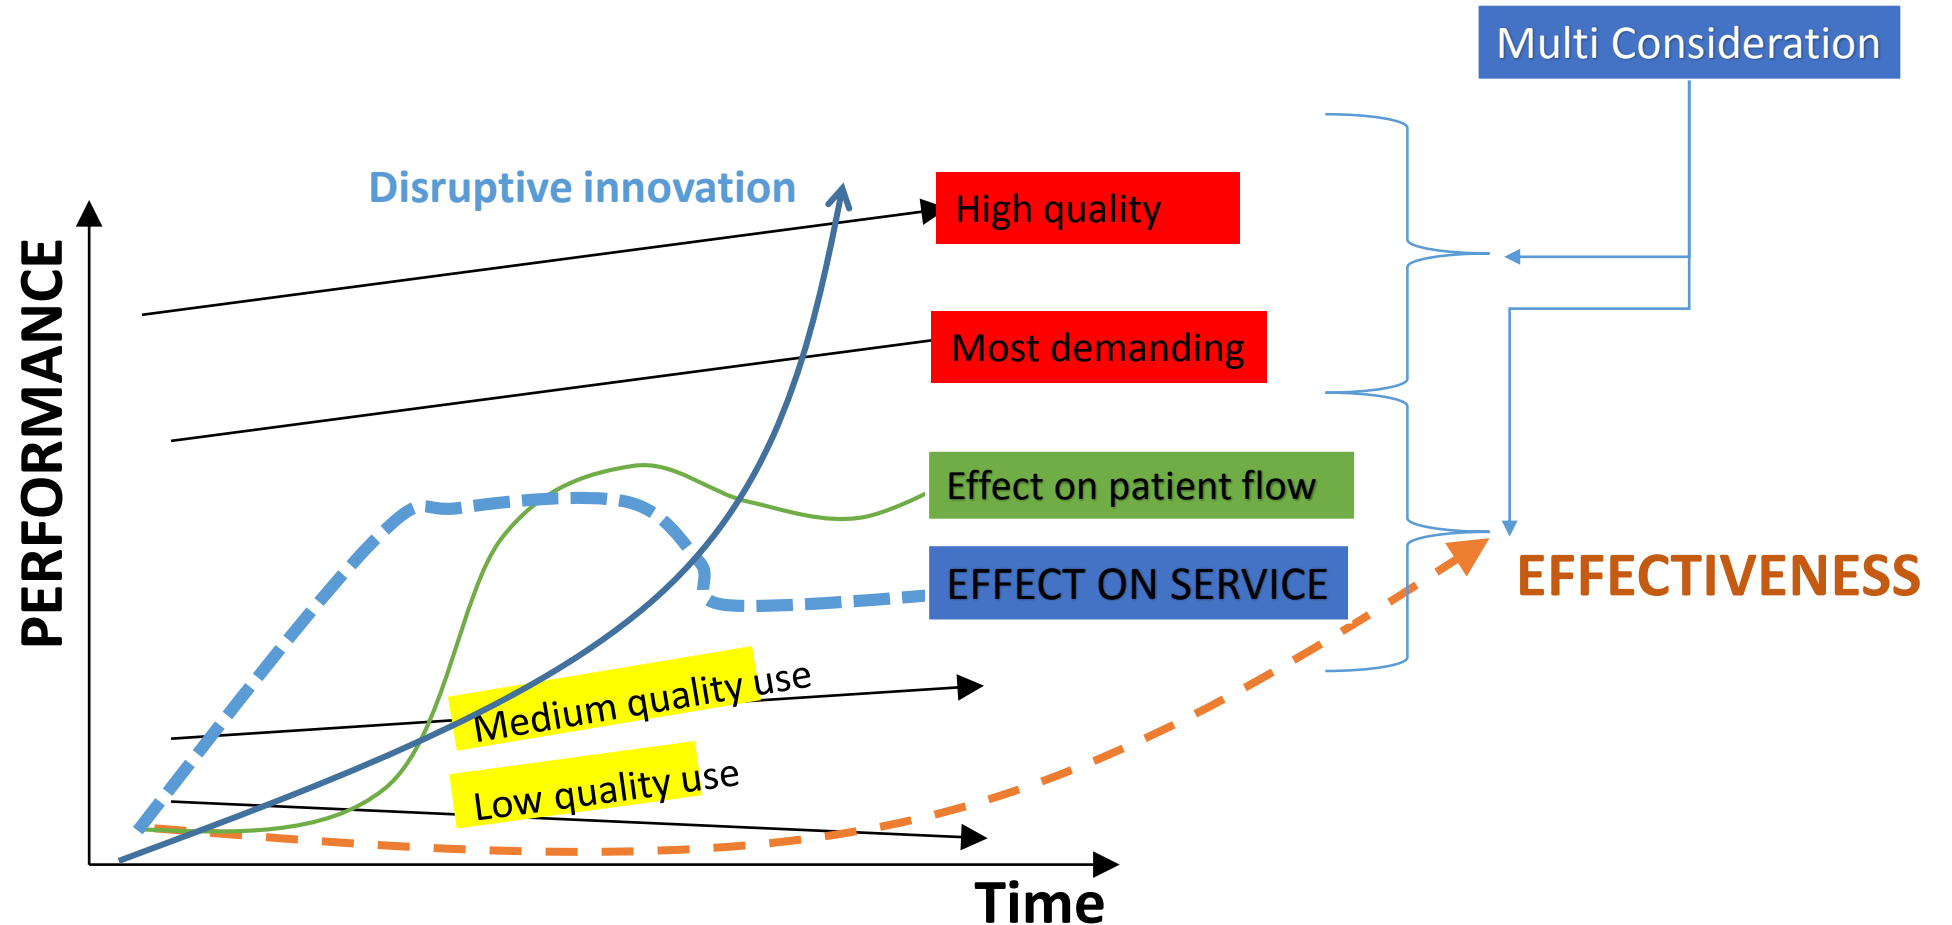 Multi Consideration
Disruptive innovation
High quality
Most demanding
Effect on patient flow
EFFECT ON SERVICE
EFFECTIVENESS
Medium quality use
Low quality use
PERFORMANCE
Time